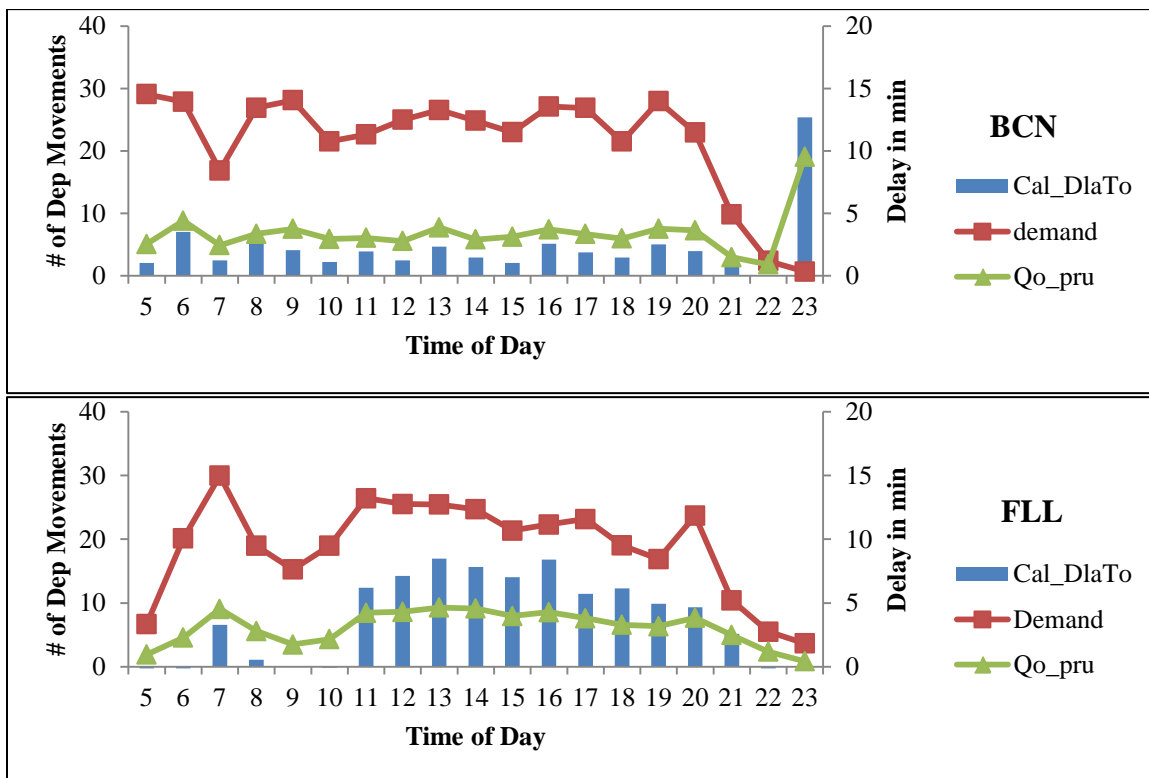 40
30
20
10
0
# of Dep Movements
20
15
10
5
0
Delay in min
5 6 7 8 9 10 11 12 13 14 15 16 17 18 19 20 21 22 23
Time of Day
BCN
Cal_DlaTo
demand
Qo_pru
40
30
20
10
0
# of Dep Movements
20
15
10
5
0
Delay in min
5 6 7 8 9 10 11 12 13 14 15 16 17 18 19 20 21 22 23
Time of Day
FLL
Cal_DlaTo
Demand
Qo_pru